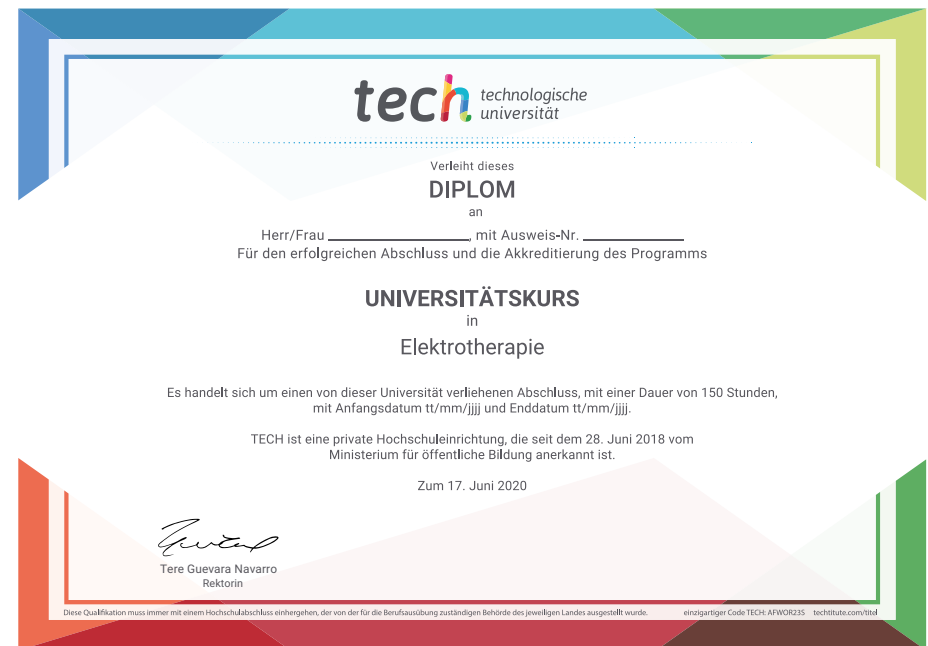 tech technologische
universität
Verleiht dieses
DIPLOM
an
Herr/Frau ____________________, mit Ausweis-Nr. ______________
Für den erfolgreichen Abschluss und die Akkreditierung des Programms
UNIVERSITÄTSKURS
in
Elektrotherapie
Es handelt sich um einen von dieser Universität verliehenen Abschluss, mit einer Dauer von 150 Stunden,
mit Anfangsdatum tt/mm/jjjj und Enddatum tt/mm/jjjj.
TECH ist eine private Hochschuleinrichtung, die seit dem 28. Juni 2018 vom
Ministerium für öffentliche Bildung anerkannt ist.
Zum 17. Juni 2020
Tere Guevara Navarro
Rektorin
Diese Qualifikation muss immer mit einem Hochschulabschluss einhergehen, der von der für die Berufsausübung zuständigen Behörde des jeweiligen Landes ausgestellt wurde. einzigartiger Code TECH: AFWOR23S techtitute.com/titel